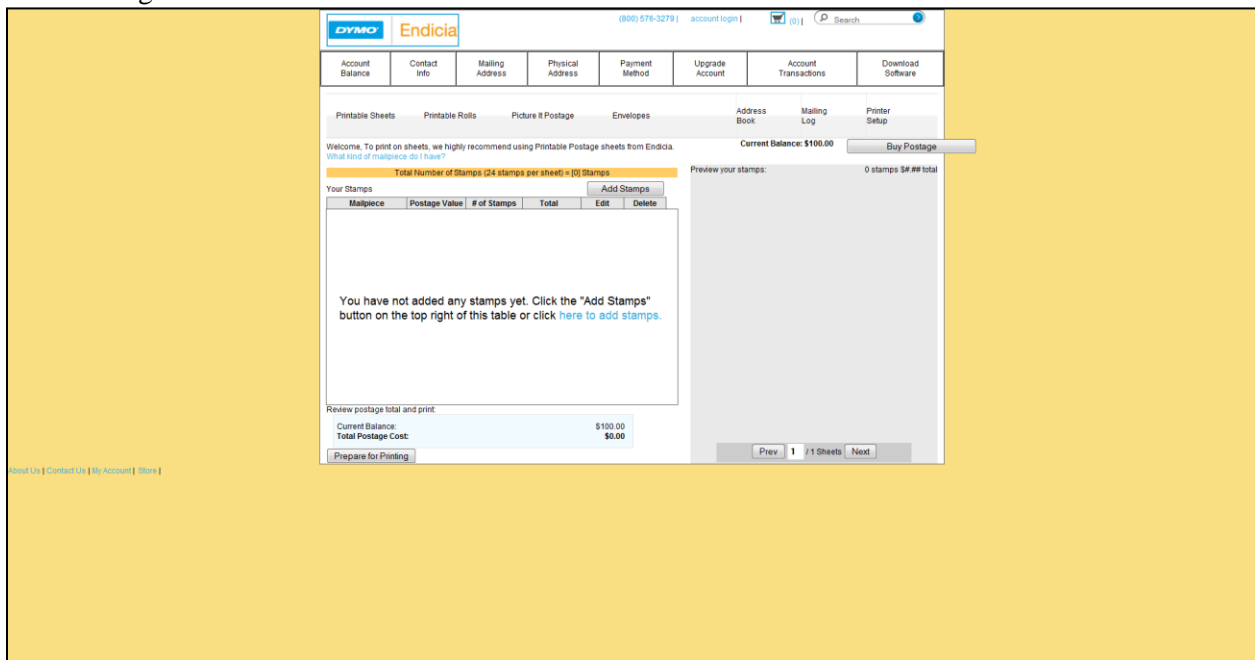 DYMO Endicia (800) 576-3279 | account login | (0) | Search ?
Account Balance Contact Info Mailing Address Physical Address Payment Method Upgrade Account Account Transactions Download Software
Printable Sheets Printable Rolls Picture It Postage Envelopes Address Book Mailing Log Printer Setup
Welcome, To print on sheets, we highly recommend using Printable Postage sheets from Endicia.
What kind of mailpiece do I have?
Current Balance: $100.00 Buy Postage
Total Number of Stamps (24 stamps per sheet) = [0] Stamps
Preview your stamps: 0 stamps $#.## total
Your Stamps Add Stamps
Mailpiece Postage Value # of Stamps Total Edit Delete
You have not added any stamps yet. Click the "Add Stamps"
button on the top right of this table or click here to add stamps.
Review postage total and print:
Current Balance: $100.00
Total Postage Cost: $0.00
Prepare for Printing
Prev 1 / 1 Sheets Next
About Us | Contact Us | My Account | Store |